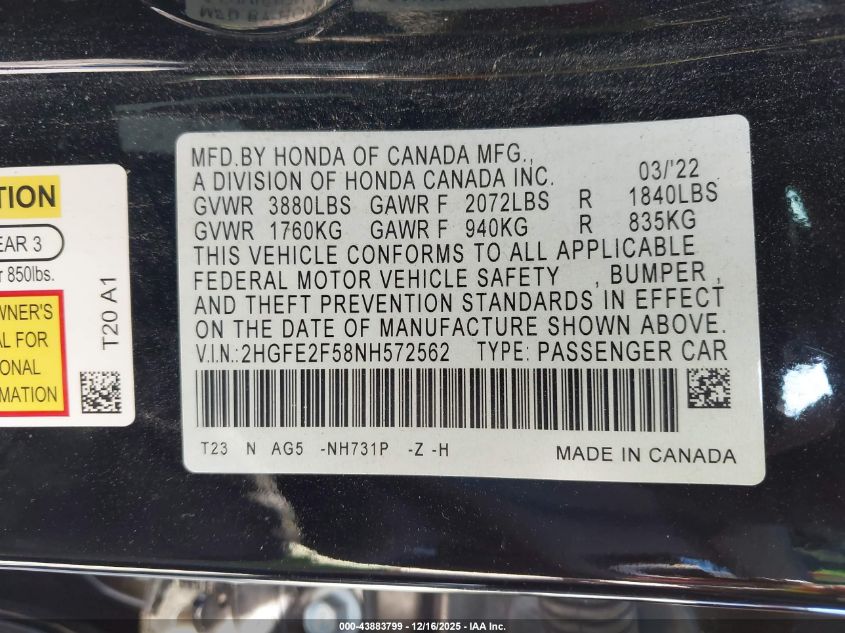 MFD.BY HONDA OF CANADA MFG.,
A DIVISION OF HONDA CANADA INC. 03/'22
GVWR 3880LBS GAWR F 2072LBS R 1840LBS
GVWR 1760KG GAWR F 940KG R 835KG
THIS VEHICLE CONFORMS TO ALL APPLICABLE
FEDERAL MOTOR VEHICLE SAFETY , BUMPER ,
AND THEFT PREVENTION STANDARDS IN EFFECT
ON THE DATE OF MANUFACTURE SHOWN ABOVE.
V.I.N.:2HGFE2F58NH572562 TYPE: PASSENGER CAR
T23 N AG5 -NH731P -Z -H MADE IN CANADA
TION
EAR 3
r 850lbs.
WNER'S
AL FOR
IONAL
RMATION
T20 A1
000-43883799 - 12/16/2025 - IAA Inc.